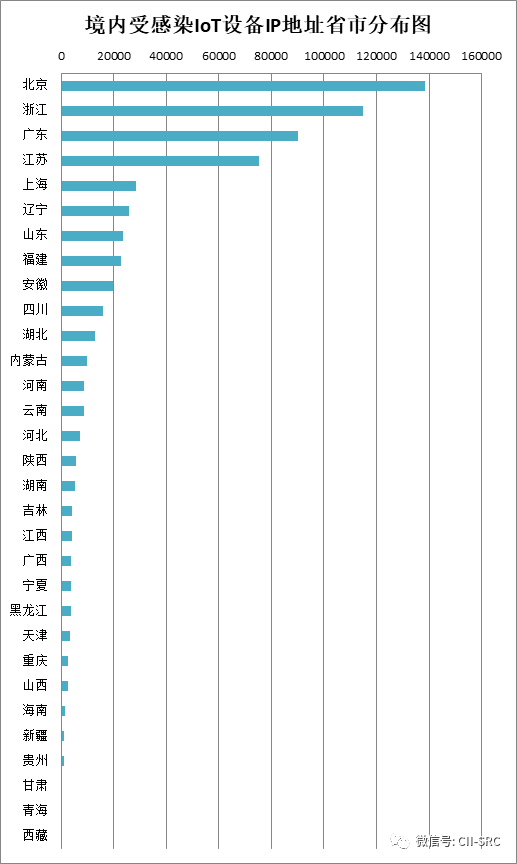 境内受感染IoT设备IP地址省市分布图
0 20000 40000 60000 80000 100000 120000 140000 160000
北京
浙江
广东
江苏
上海
辽宁
山东
福建
安徽
四川
湖北
内蒙古
河南
云南
河北
陕西
湖南
吉林
江西
广西
宁夏
黑龙江
天津
重庆
山西
海南
新疆
贵州
甘肃
青海
西藏
微信号: CII-SRC